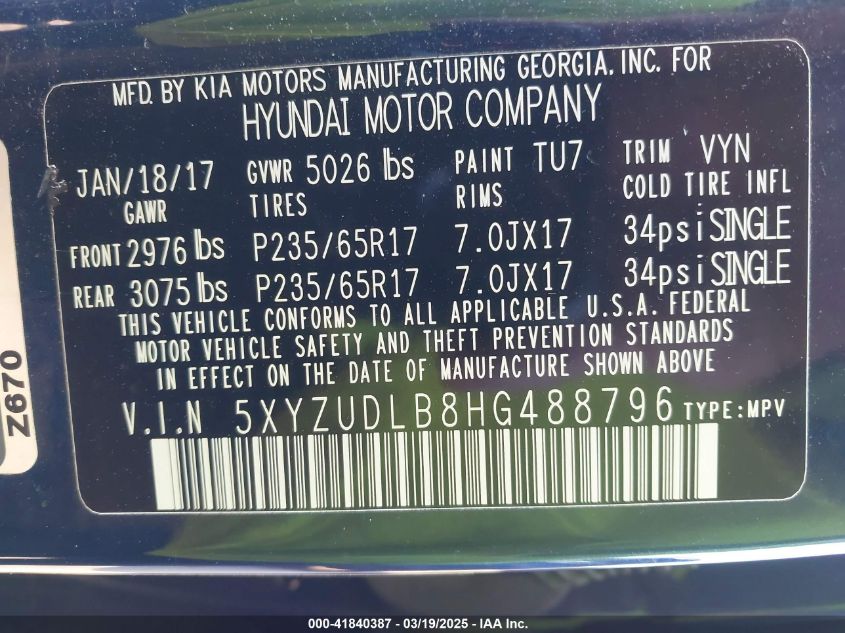 MFD. BY KIA MOTORS MANUFACTURING GEORGIA, INC. FOR
HYUNDAI MOTOR COMPANY
JAN/18/17 GVWR 5026 lbs PAINT TU7 TRIM VYN
GAWR TIRES RIMS COLD TIRE INFL
FRONT 2976 lbs P235/65R17 7.0JX17 34psi SINGLE
REAR 3075 lbs P235/65R17 7.0JX17 34psi SINGLE
THIS VEHICLE CONFORMS TO ALL APPLICABLE U.S.A. FEDERAL
MOTOR VEHICLE SAFETY AND THEFT PREVENTION STANDARDS
IN EFFECT ON THE DATE OF MANUFACTURE SHOWN ABOVE
V.I.N 5XYZUDLB8HG488796 TYPE:MPV
Z670
000-41840387 - 03/19/2025 - IAA Inc.